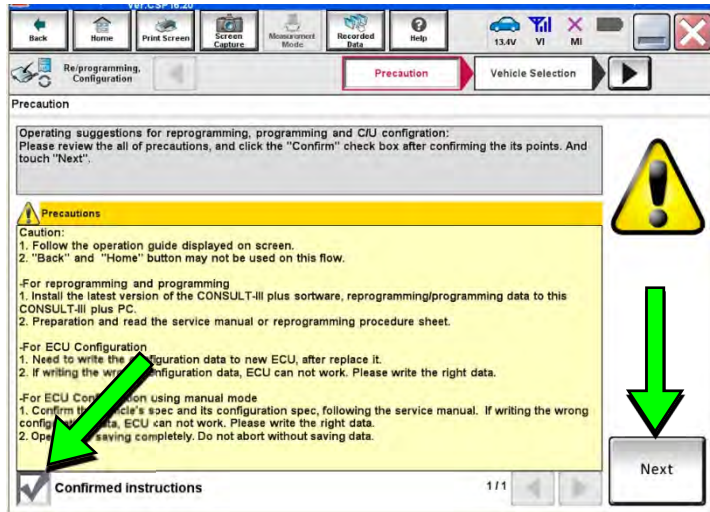 Ver.CSP16.20
Back
Home
Print Screen
Screen
Capture
Measurement
Mode
Recorded
Data
Help
13.4V
VI
MI
Re/programming,
Configuration
Precaution
Vehicle Selection
Precaution
Operating suggestions for reprogramming, programming and C/U configration:
Please review the all of precautions, and click the "Confirm" check box after confirming the its points. And
touch "Next".
Precautions
Caution:
1. Follow the operation guide displayed on screen.
2. "Back" and "Home" button may not be used on this flow.
-For reprogramming and programming
1. Install the latest version of the CONSULT-III plus sortware, reprogramming/programming data to this
CONSULT-III plus PC.
2. Preparation and read the service manual or reprogramming procedure sheet.
-For ECU Configuration
1. Need to write the configuration data to new ECU, after replace it.
2. If writing the wrong configuration data, ECU can not work. Please write the right data.
-For ECU Configuration using manual mode
1. Confirm the vehicle's spec and its configuration spec, following the service manual. If writing the wrong
configuration data, ECU can not work. Please write the right data.
2. saving completely. Do not abort without saving data.
Confirmed instructions
1/1
Next